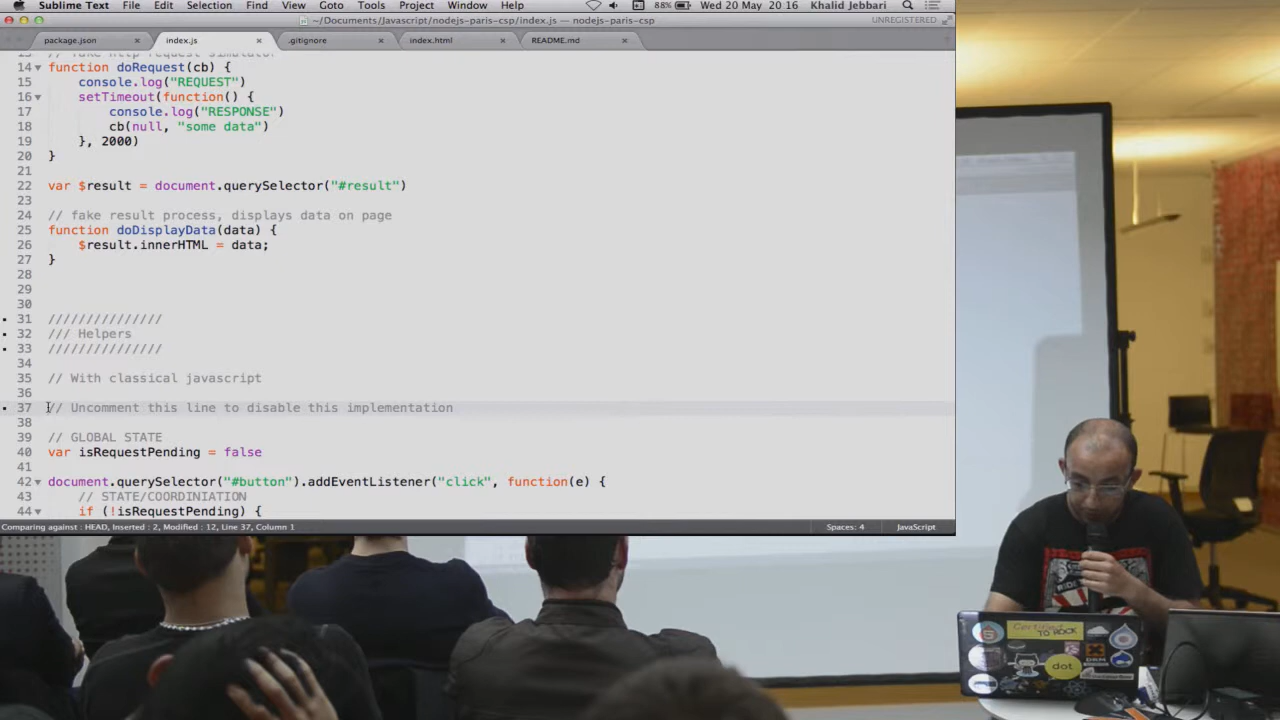 Sublime Text File Edit Selection Find View Goto Tools Project Window Help 88% Wed 20 May 20:16 Khalid Jebbari
~/Documents/Javascript/nodejs-paris-csp/index.js — nodejs-paris-csp UNREGISTERED
package.json × index.js × .gitignore × index.html × README.md ×
14 function doRequest(cb) {
15 console.log("REQUEST")
16 setTimeout(function() {
17 console.log("RESPONSE")
18 cb(null, "some data")
19 }, 2000)
20 }
21
22 var $result = document.querySelector("#result")
23
24 // fake result process, displays data on page
25 function doDisplayData(data) {
26 $result.innerHTML = data;
27 }
28
29
30
31 ///////////////
32 /// Helpers
33 ///////////////
34
35 // With classical javascript
36
37 // Uncomment this line to disable this implementation
38
39 // GLOBAL STATE
40 var isRequestPending = false
41
42 document.querySelector("#button").addEventListener("click", function(e) {
43 // STATE/COORDINIATION
44 if (!isRequestPending) {
Comparing against: HEAD, Inserted : 2, Modified : 12, Line 37, Column 1 Spaces: 4 JavaScript
Certified
TO ROCK
dot